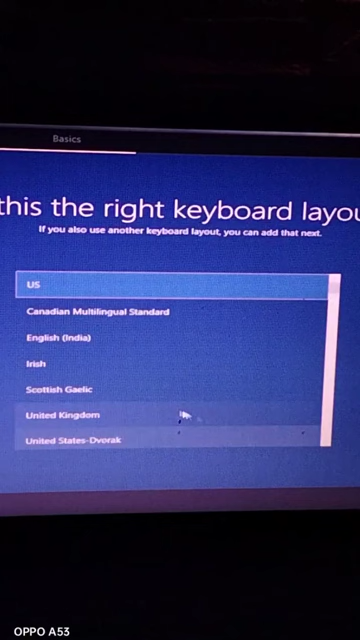 Basics
this the right keyboard layou
If you also use another keyboard layout, you can add that next.
US
Canadian Multilingual Standard
English (India)
Irish
Scottish Gaelic
United Kingdom
United States-Dvorak
OPPO A53